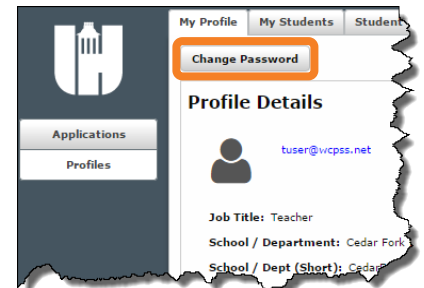 My Profile My Students Student
Change Password
Profile Details
tuser@wcpss.net
Applications
Profiles
Job Title: Teacher
School / Department: Cedar Fork
School / Dept (Short): Cedar